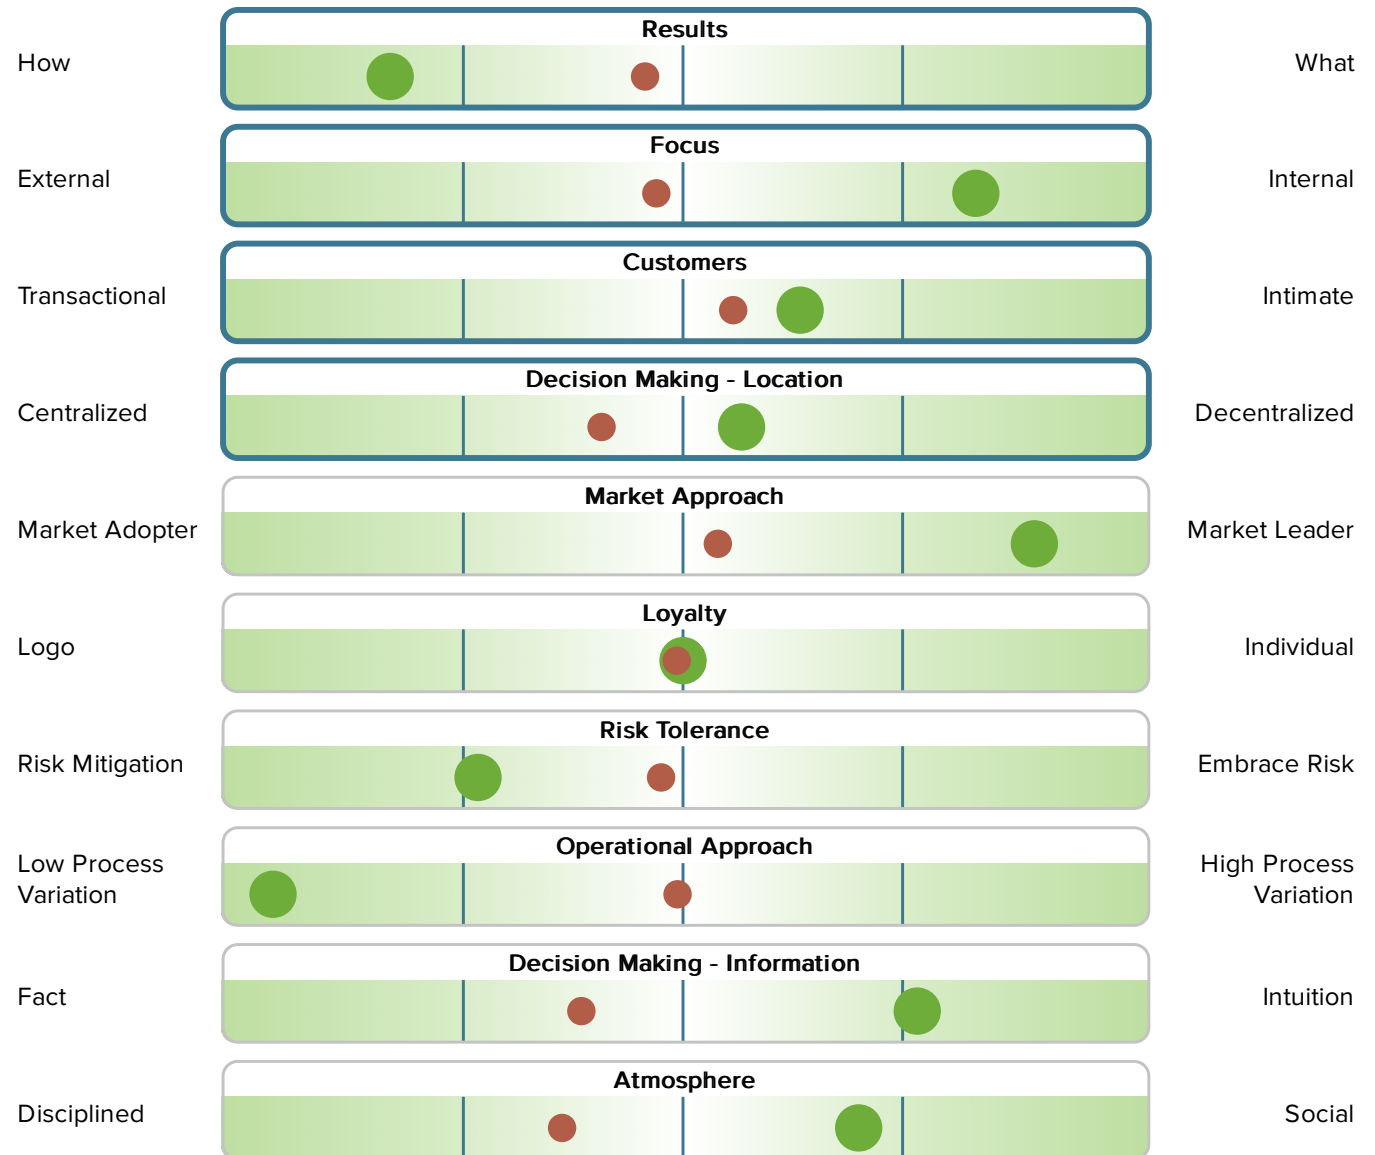 Results
How
What
Focus
External
Internal
Customers
Transactional
Intimate
Decision Making - Location
Centralized
Decentralized
Market Approach
Market Adopter
Market Leader
Loyalty
Logo
Individual
Risk Tolerance
Risk Mitigation
Embrace Risk
Operational Approach
Low Process
Variation
High Process
Variation
Decision Making - Information
Fact
Intuition
Atmosphere
Disciplined
Social